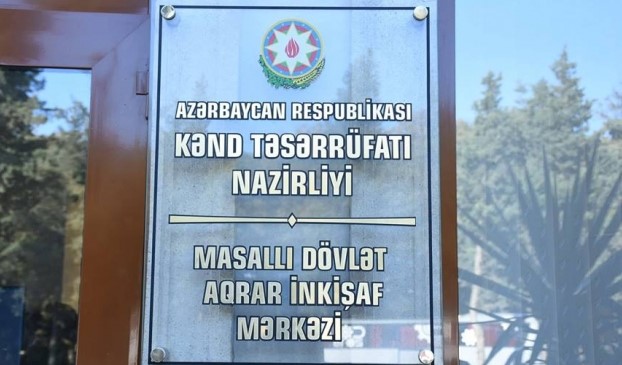 AZƏRBAYCAN RESPUBLİKASI
KƏND TƏSƏRRÜFATI
NAZİRLİYİ
MASALLI DÖVLƏT
AQRAR İNKİŞAF
MƏRKƏZİ